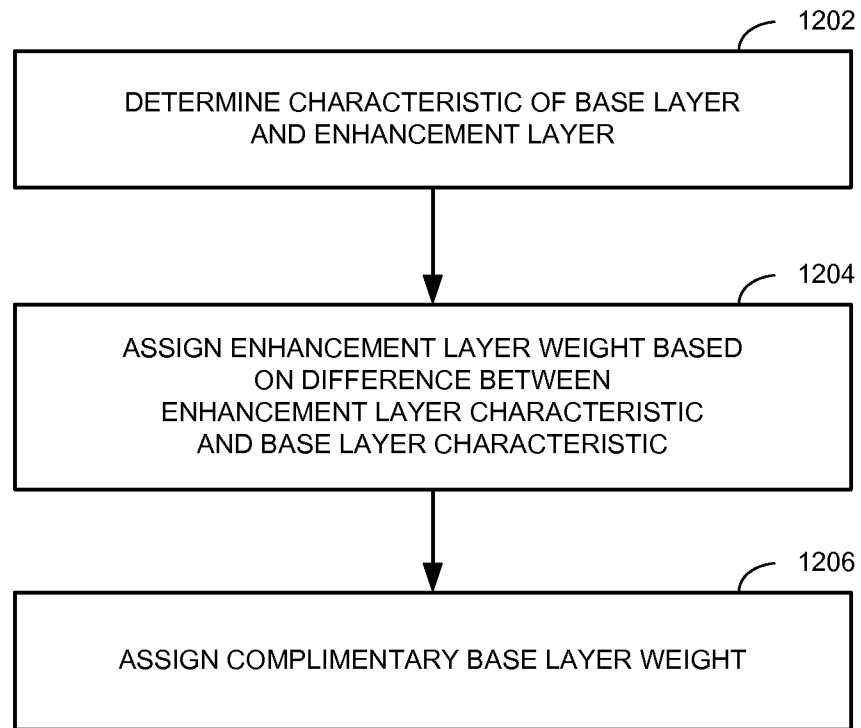 1202
DETERMINE CHARACTERISTIC OF BASE LAYER
AND ENHANCEMENT LAYER
1204
ASSIGN ENHANCEMENT LAYER WEIGHT BASED
ON DIFFERENCE BETWEEN
ENHANCEMENT LAYER CHARACTERISTIC
AND BASE LAYER CHARACTERISTIC
1206
ASSIGN COMPLIMENTARY BASE LAYER WEIGHT